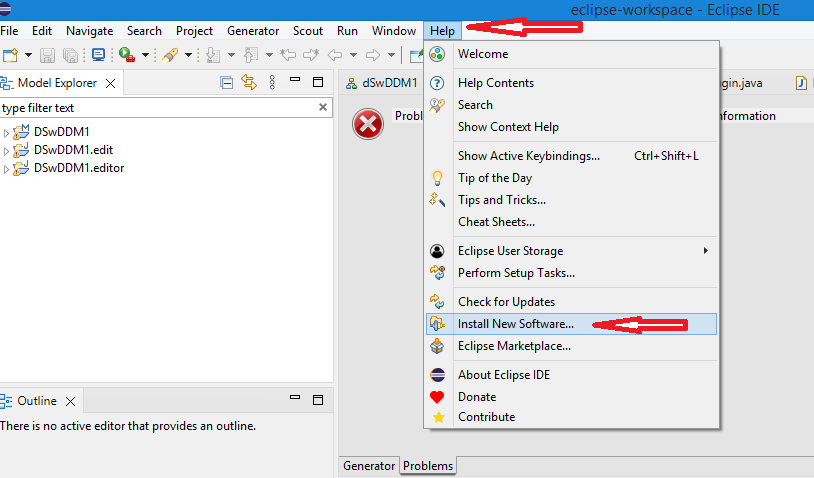 eclipse-workspace - Eclipse IDE
File Edit Navigate Search Project Generator Scout Run Window Help
Model Explorer
dSwDDM1
gin.java
type filter text
DSwDDM1
DSwDDM1.edit
DSwDDM1.editor
Proble
nformation
Welcome
Help Contents
Search
Show Context Help
Show Active Keybindings... Ctrl+Shift+L
Tip of the Day
Tips and Tricks...
Cheat Sheets...
Eclipse User Storage
Perform Setup Tasks...
Check for Updates
Install New Software...
Eclipse Marketplace...
About Eclipse IDE
Donate
Contribute
Outline
There is no active editor that provides an outline.
Generator Problems